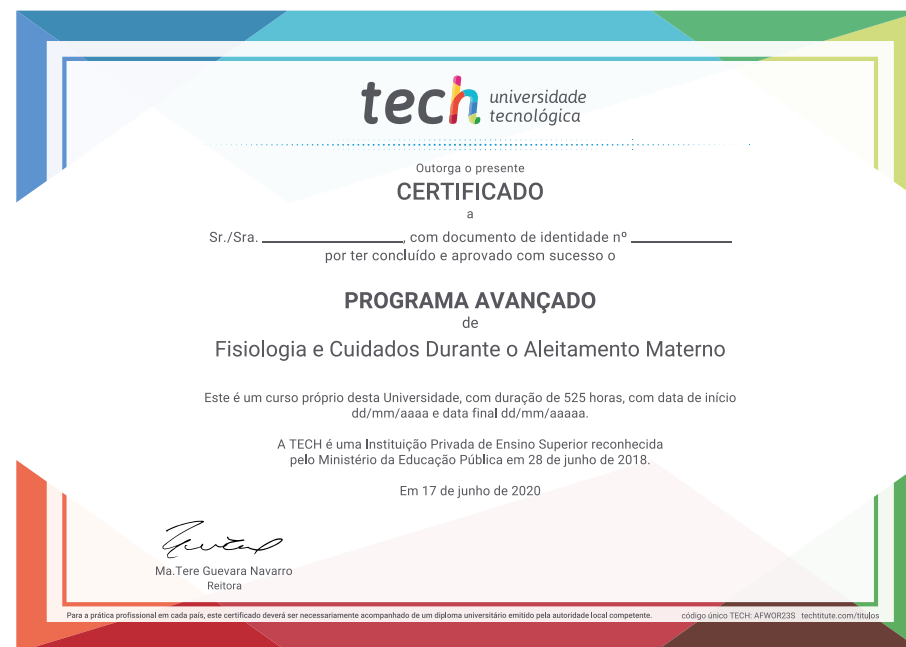 tech universidade
tecnológica
Outorga o presente
CERTIFICADO
a
Sr./Sra. ____________, com documento de identidade nº ____________
por ter concluído e aprovado com sucesso o
PROGRAMA AVANÇADO
de
Fisiologia e Cuidados Durante o Aleitamento Materno
Este é um curso próprio desta Universidade, com duração de 525 horas, com data de início
dd/mm/aaaa e data final dd/mm/aaaaa.
A TECH é uma Instituição Privada de Ensino Superior reconhecida
pelo Ministério da Educação Pública em 28 de junho de 2018.
Em 17 de junho de 2020
Ma.Tere Guevara Navarro
Reitora
Para a prática profissional em cada país, este certificado deverá ser necessariamente acompanhado de um diploma universitário emitido pela autoridade local competente. código único TECH: AFWOR23S techtitute.com/titulos